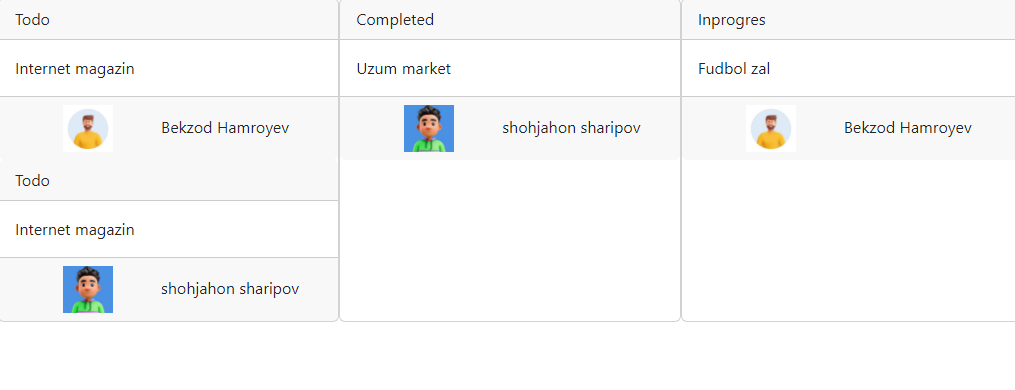 Todo
Internet magazin
Bekzod Hamroyev
Todo
Internet magazin
shohjahon sharipov
Completed
Uzum market
shohjahon sharipov
Inprogres
Fudbol zal
Bekzod Hamroyev